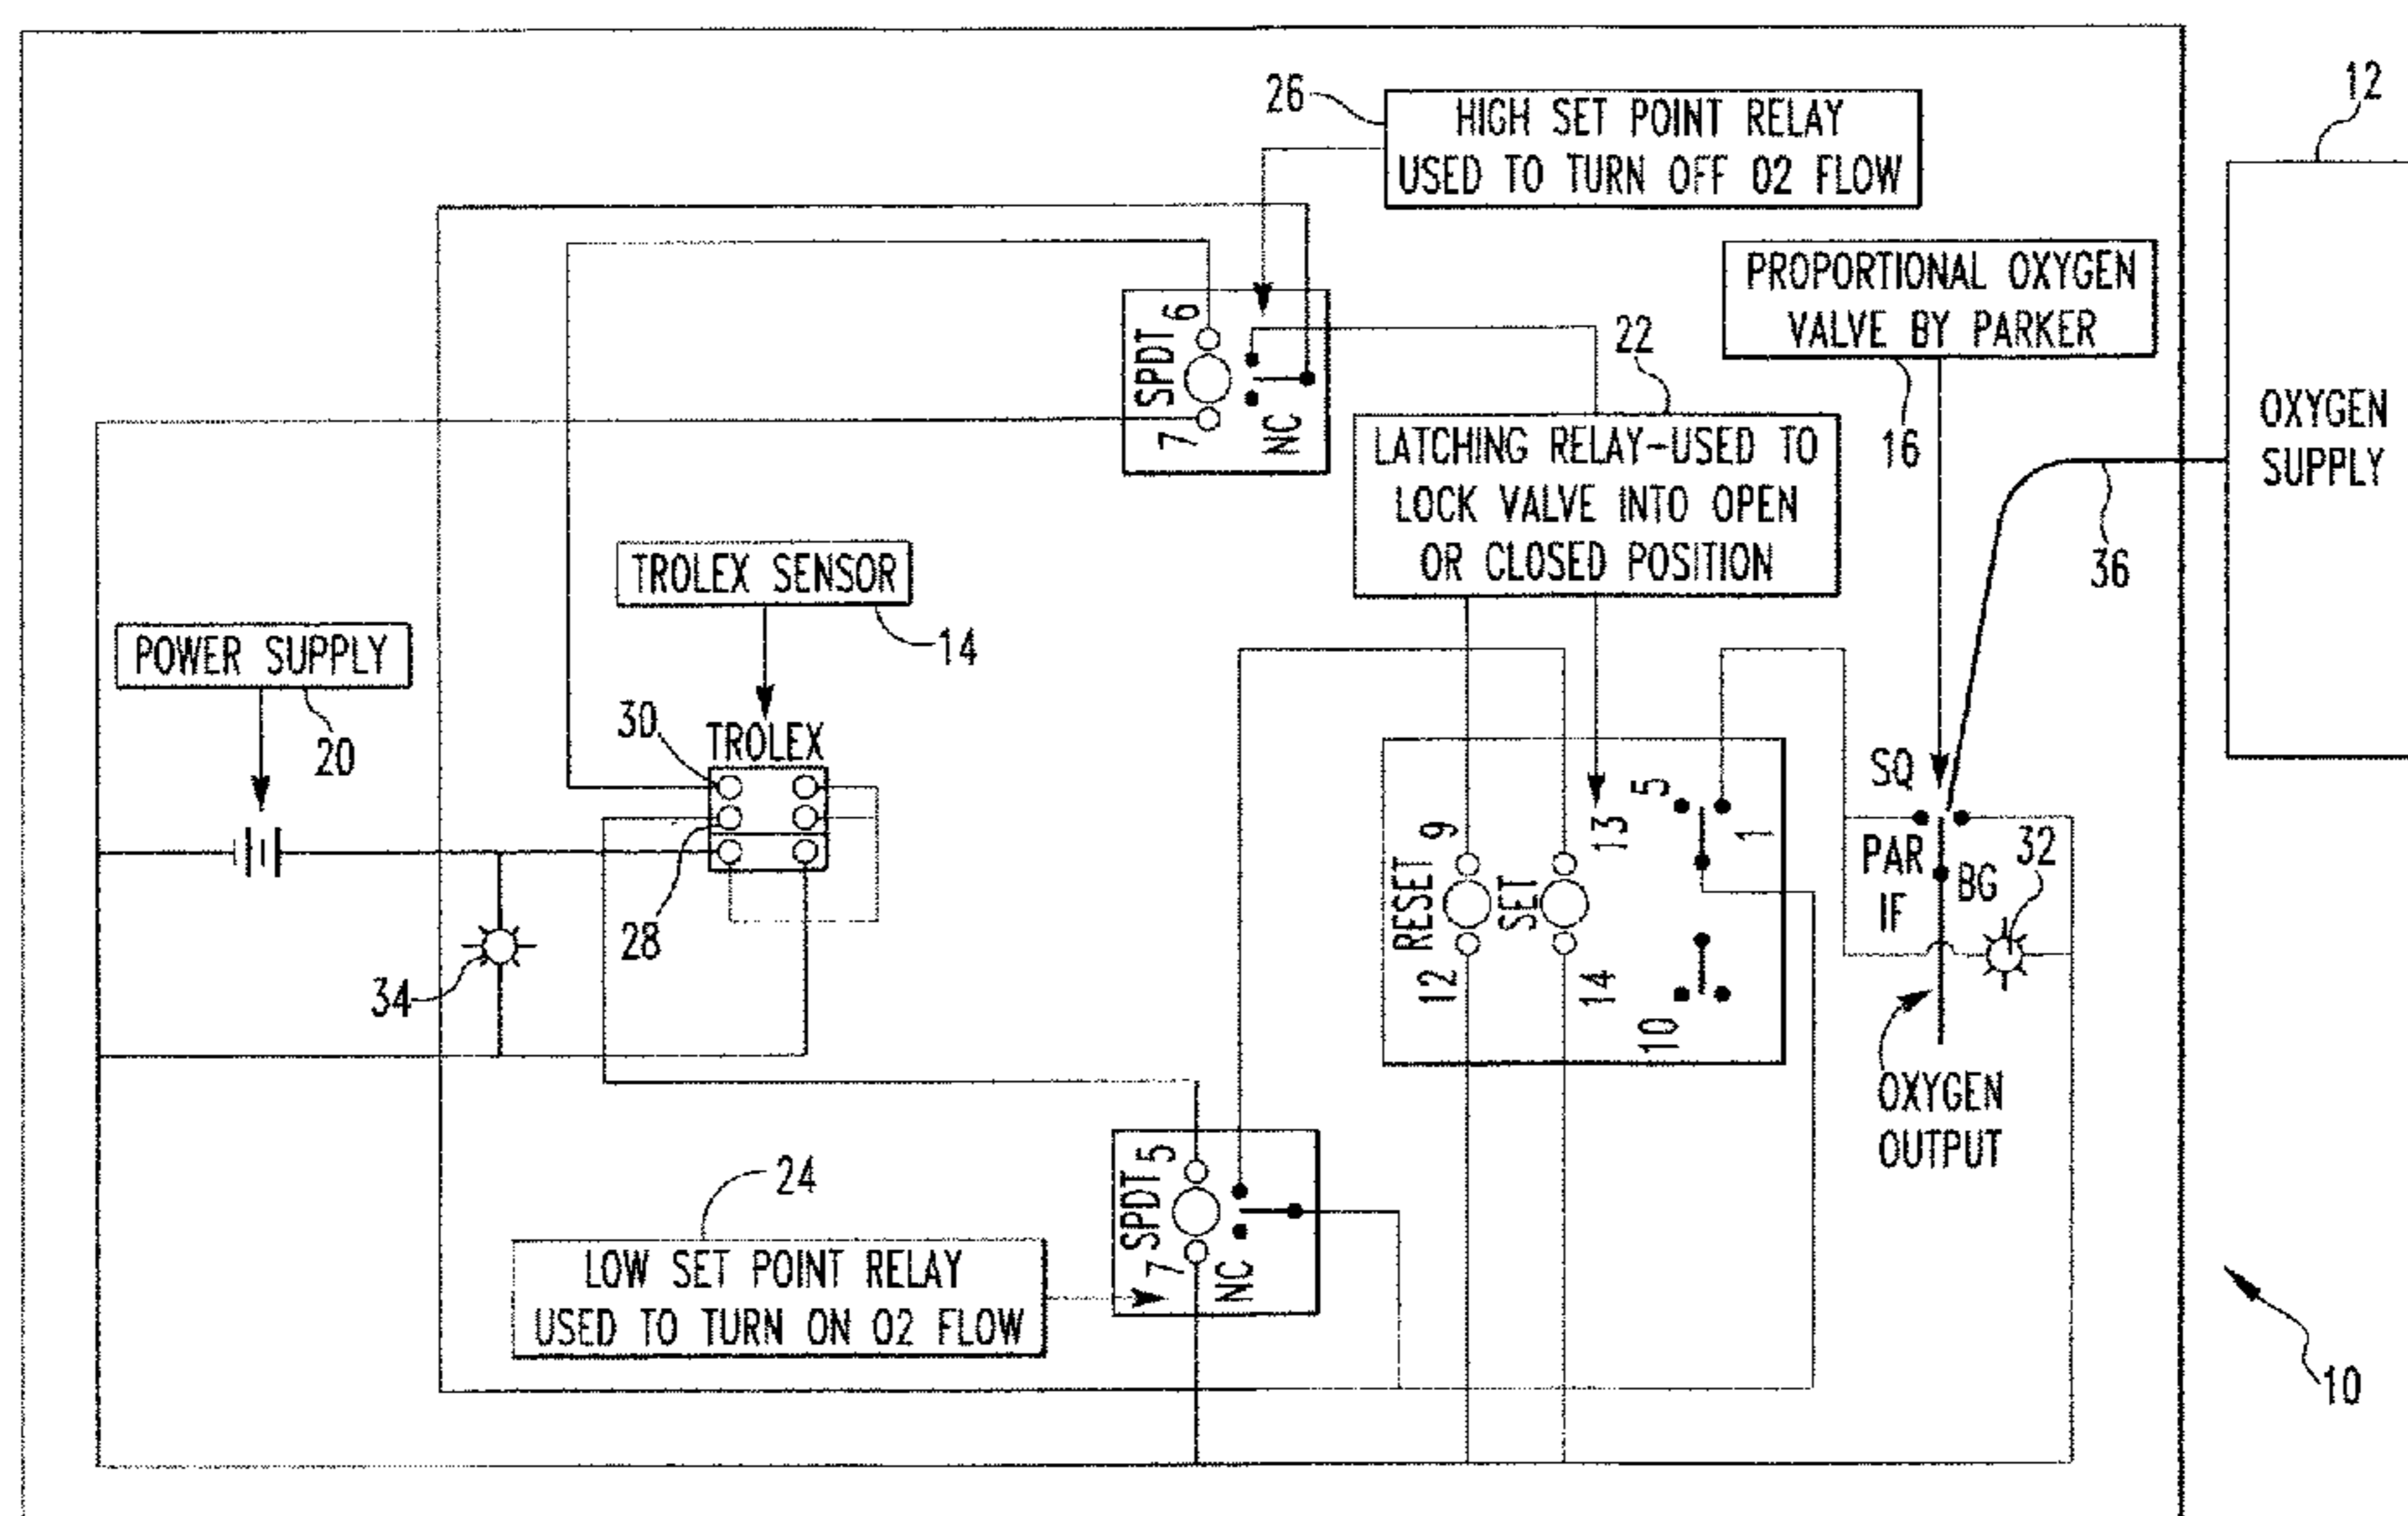 26
HIGH SET POINT RELAY
USED TO TURN OFF O2 FLOW
12
PROPORTIONAL OXYGEN
VALVE BY PARKER
16
22
SPDT
6
7
NC
LATCHING RELAY-USED TO
LOCK VALVE INTO OPEN
OR CLOSED POSITION
OXYGEN
SUPPLY
36
TROLEX SENSOR
14
POWER SUPPLY
20
30
TROLEX
28
34
RESET
9
12
SET
13
14
5
1
10
SQ
PAR
IF
BG
32
OXYGEN
OUTPUT
24
LOW SET POINT RELAY
USED TO TURN ON O2 FLOW
SPDT
5
7
NC
10